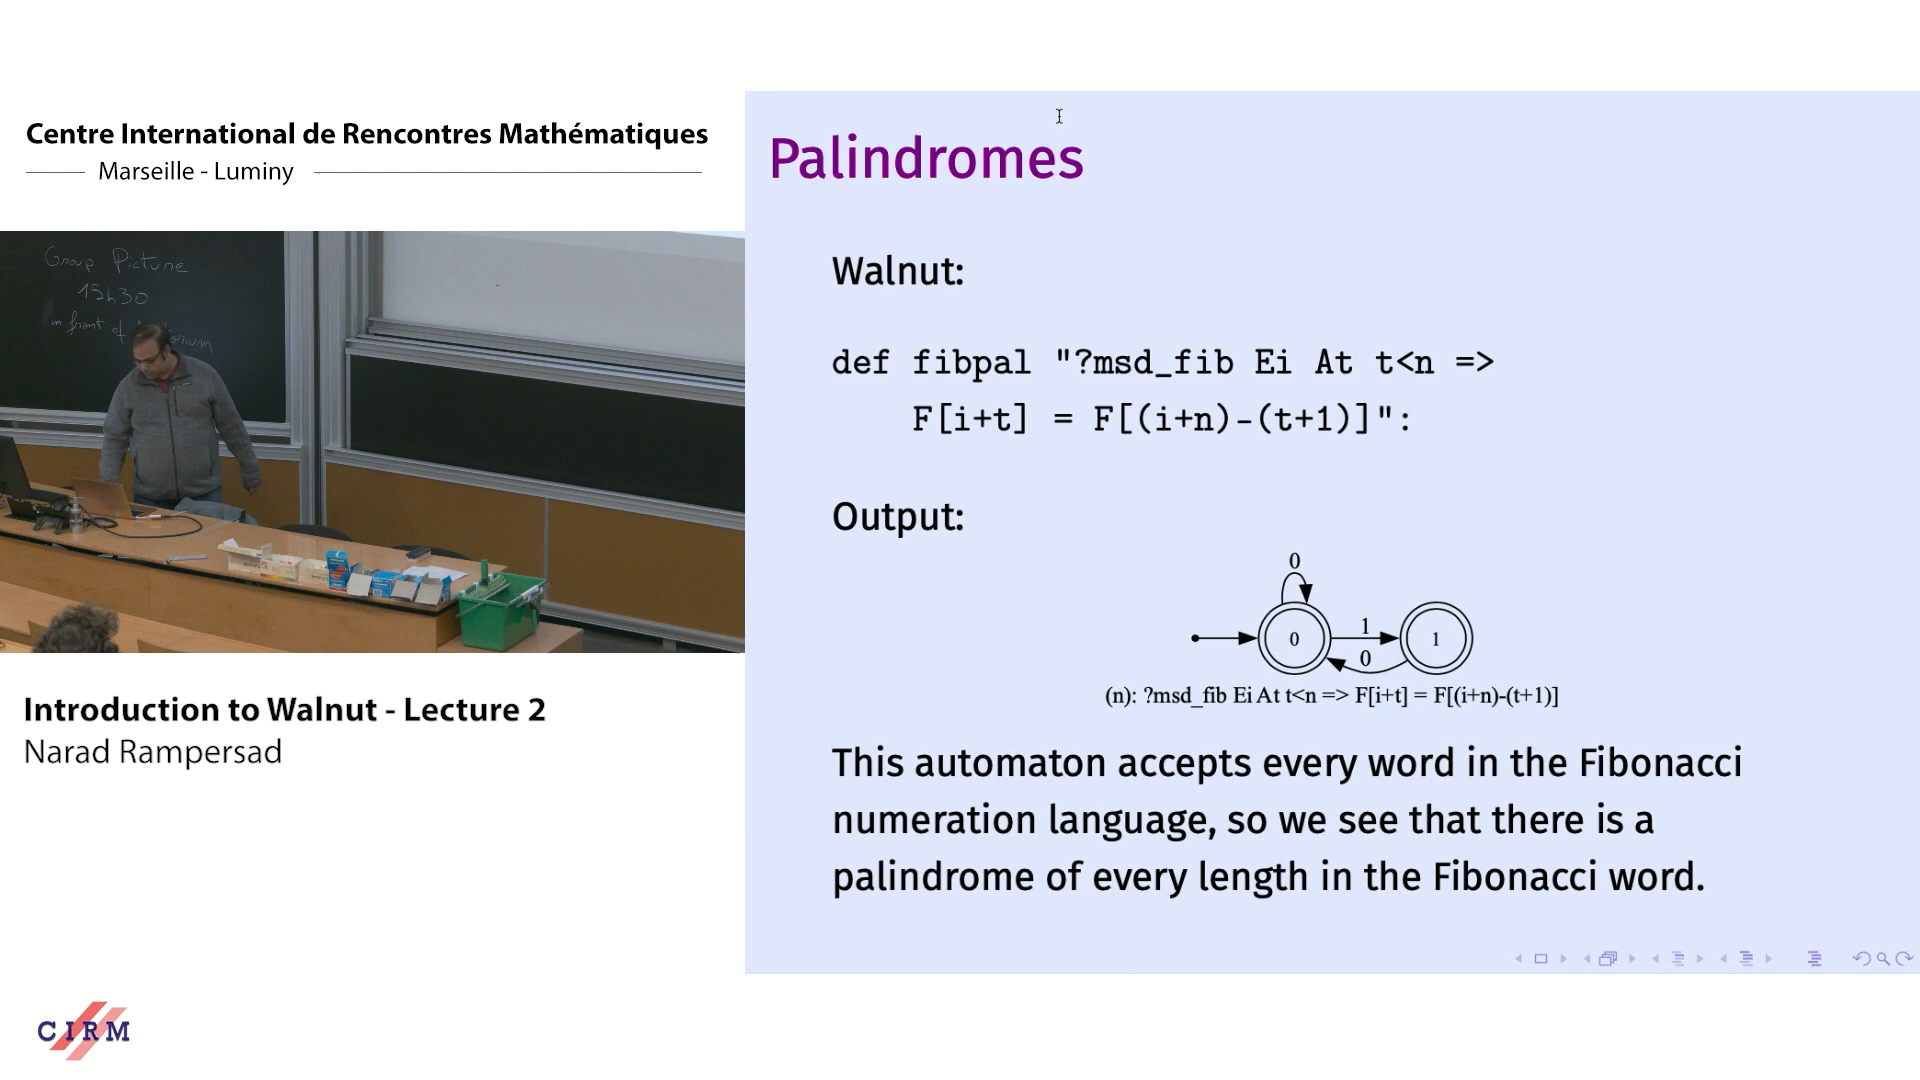 Centre International de Rencontres Mathématiques
Marseille - Luminy
Group Picture
15h30
in front of
Introduction to Walnut - Lecture 2
Narad Rampersad
CIRM
Palindromes
Walnut:
def fibpal "?msd_fib Ei At t<n =>
F[i+t] = F[(i+n)-(t+1)]":
Output:
0
0 1 1
0
(n): ?msd_fib Ei At t<n => F[i+t] = F[(i+n)-(t+1)]
This automaton accepts every word in the Fibonacci
numeration language, so we see that there is a
palindrome of every length in the Fibonacci word.